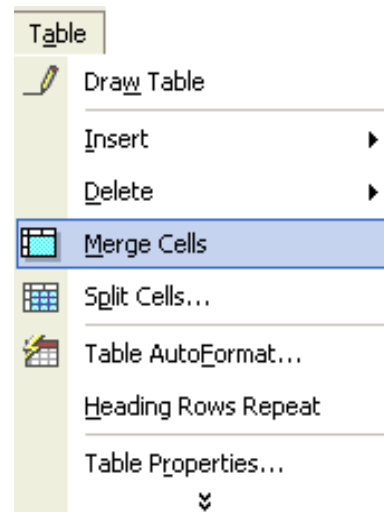 Table
Draw Table
Insert
Delete
Merge Cells
Split Cells...
Table AutoFormat...
Heading Rows Repeat
Table Properties...